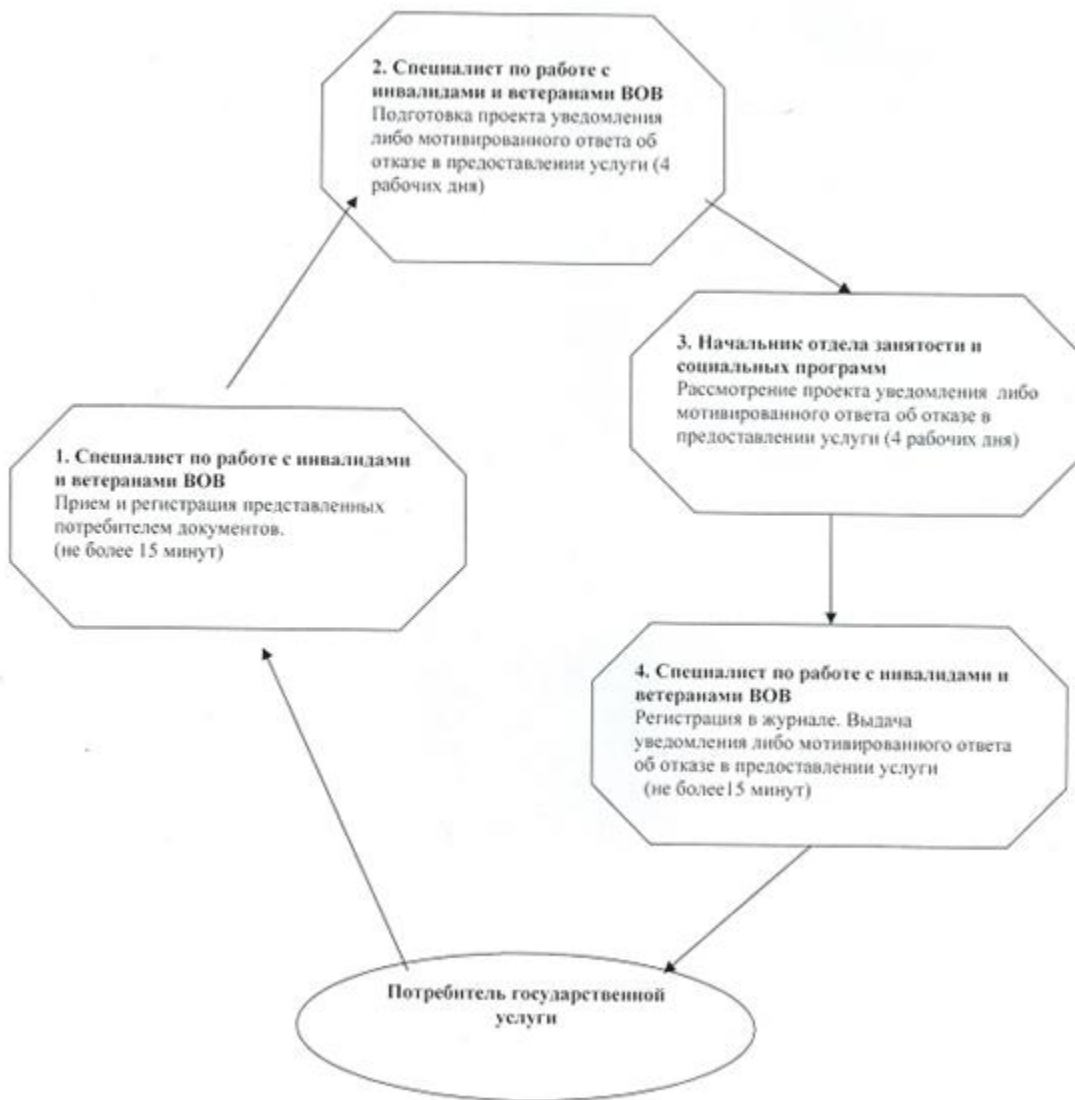 2. Специалист по работе с
инвалидами и ветеранами ВОВ
Подготовка проекта уведомления
либо мотивированного ответа об
отказе в предоставлении услуги (4
рабочих дня)
3. Начальник отдела занятости и
социальных программ
Рассмотрение проекта уведомления либо
мотивированного ответа об отказе в
предоставлении услуги (4 рабочих дня)
1. Специалист по работе с инвалидами
и ветеранами ВОВ
Прием и регистрация представленных
потребителем документов.
(не более 15 минут)
4. Специалист по работе с инвалидами и
ветеранами ВОВ
Регистрация в журнале. Выдача
уведомления либо мотивированного ответа
об отказе в предоставлении услуги
(не более15 минут)
Потребитель государственной
услуги